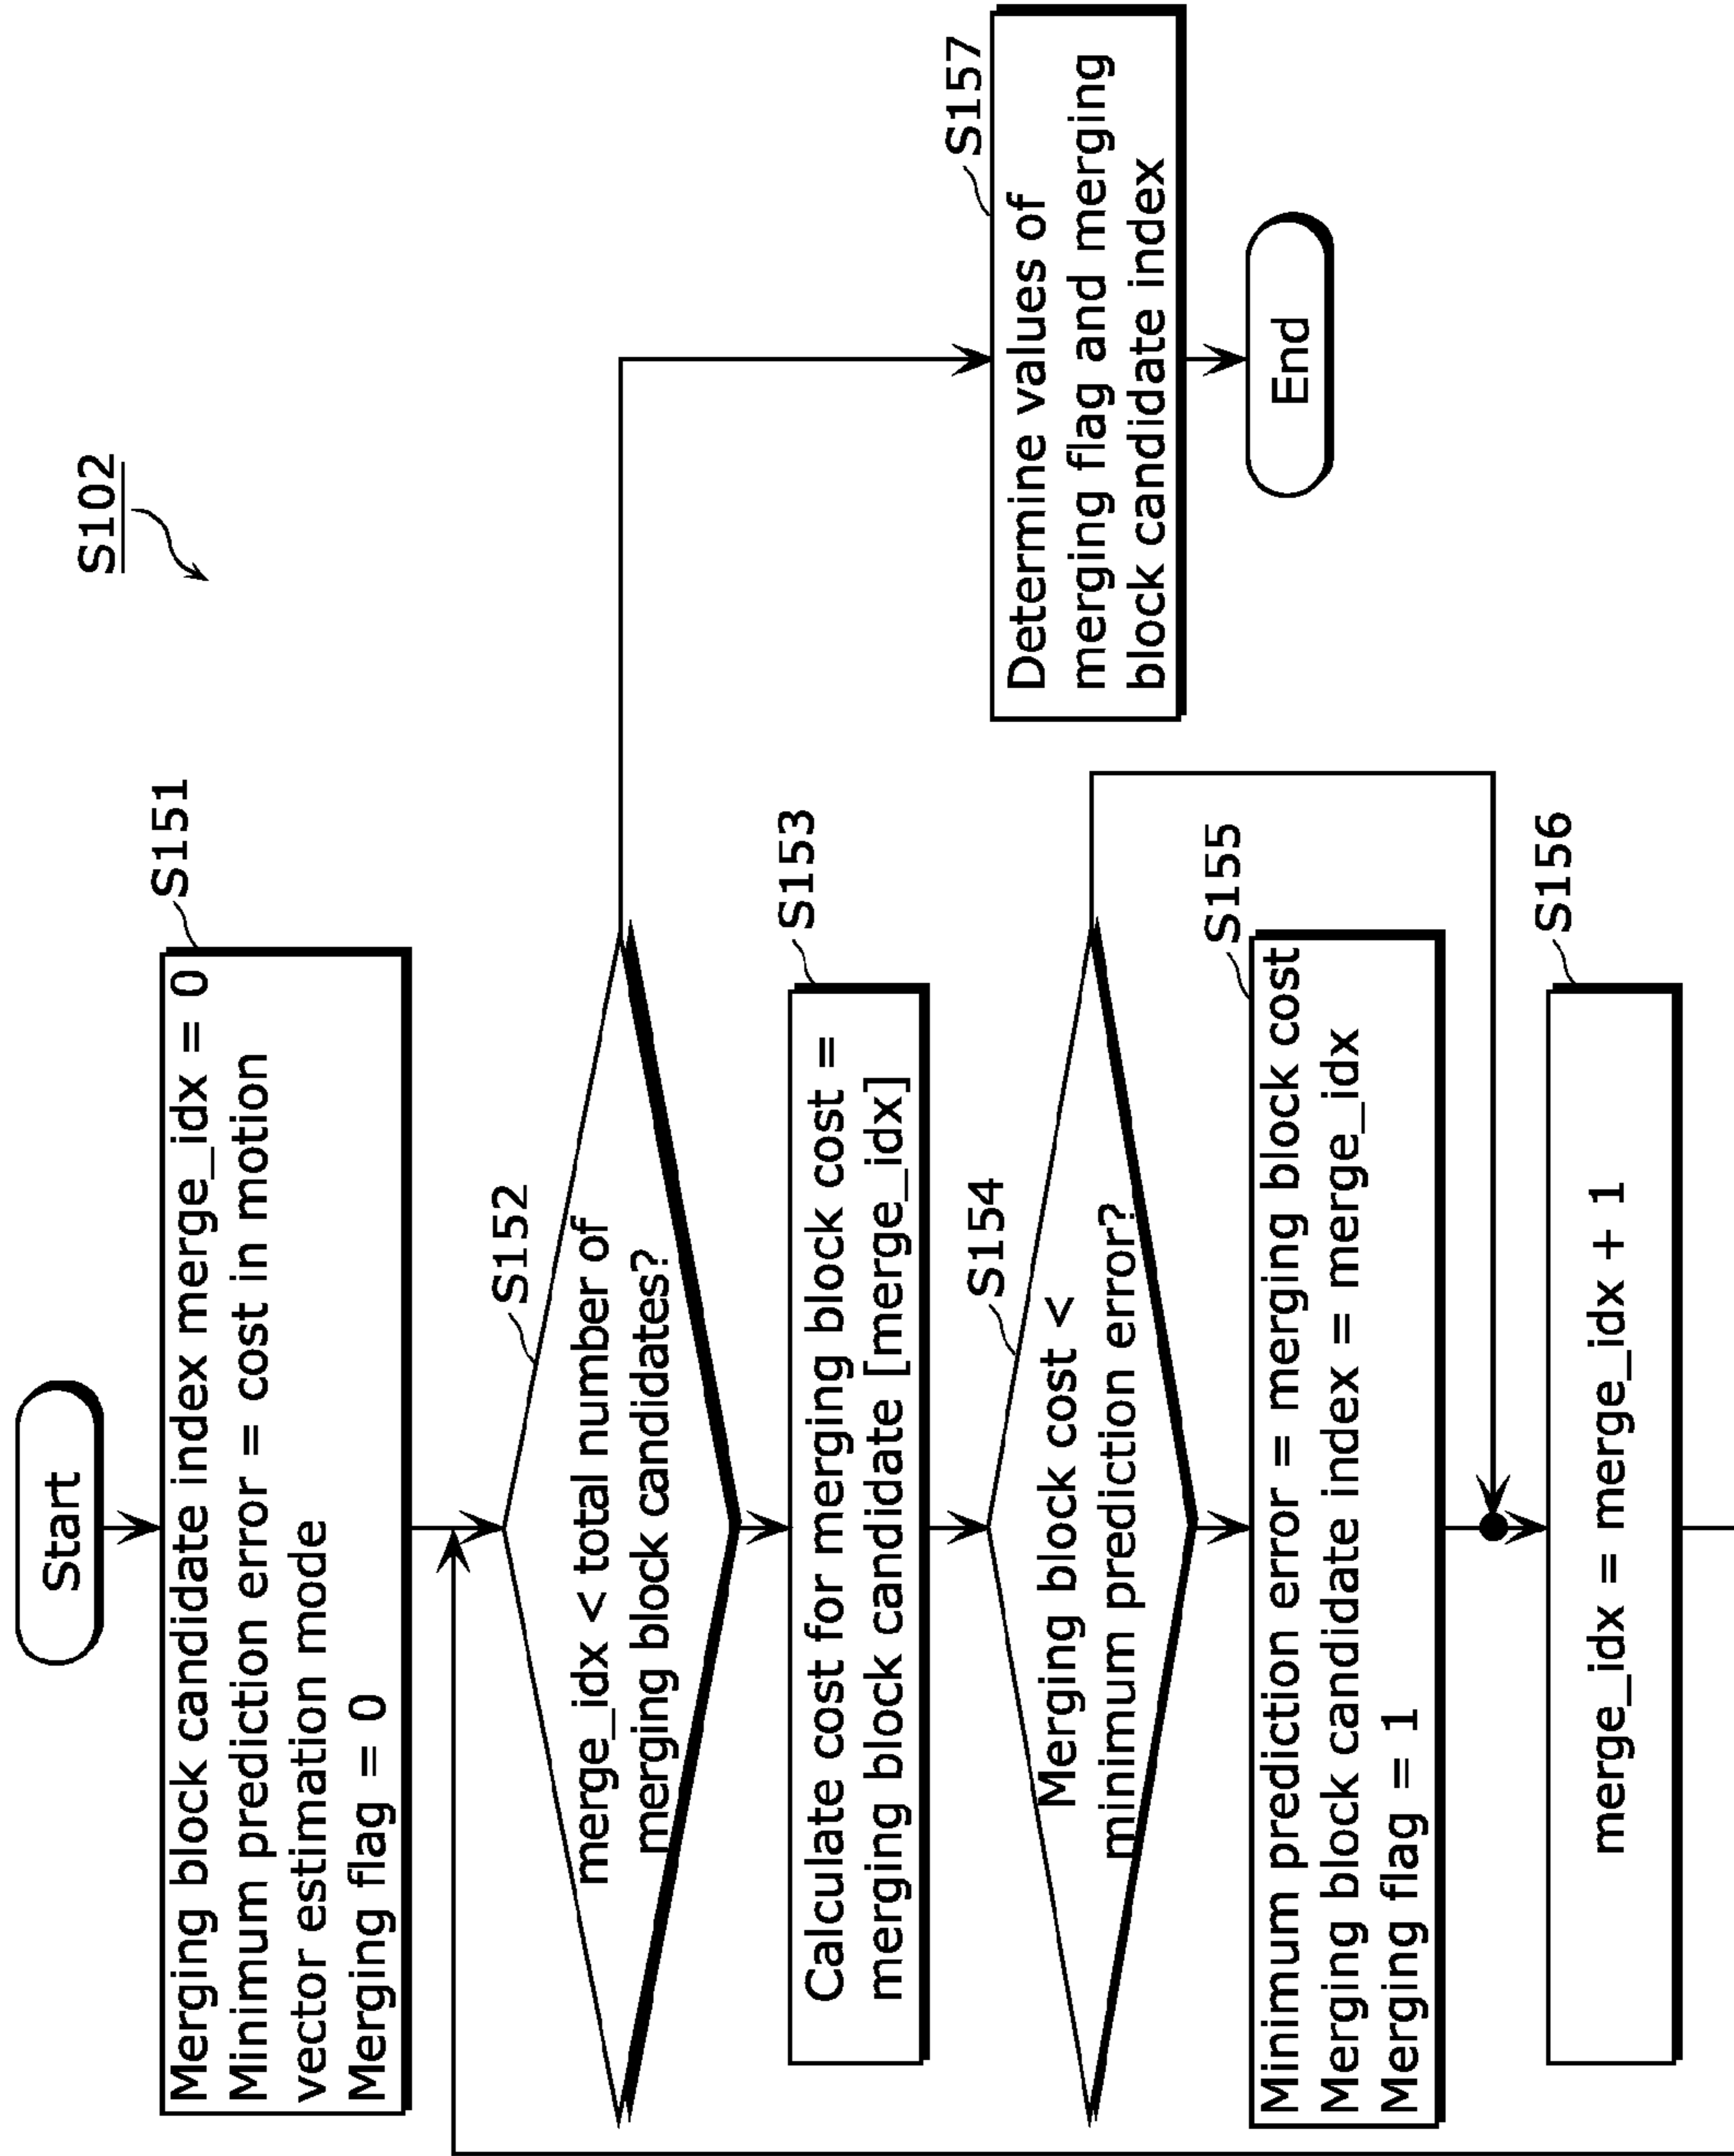 S102
Start
S151
Merging block candidate index merge_idx = 0
Minimum prediction error = cost in motion
vector estimation mode
Merging flag = 0
S152
merge_idx < total number of
merging block candidates?
S153
Calculate cost for merging block cost =
merging block candidate [merge_idx]
S154
Merging block cost <
minimum prediction error?
S155
Minimum prediction error = merging block cost
Merging block candidate index = merge_idx
Merging flag = 1
S156
merge_idx = merge_idx + 1
S157
Determine values of
merging flag and merging
block candidate index
End